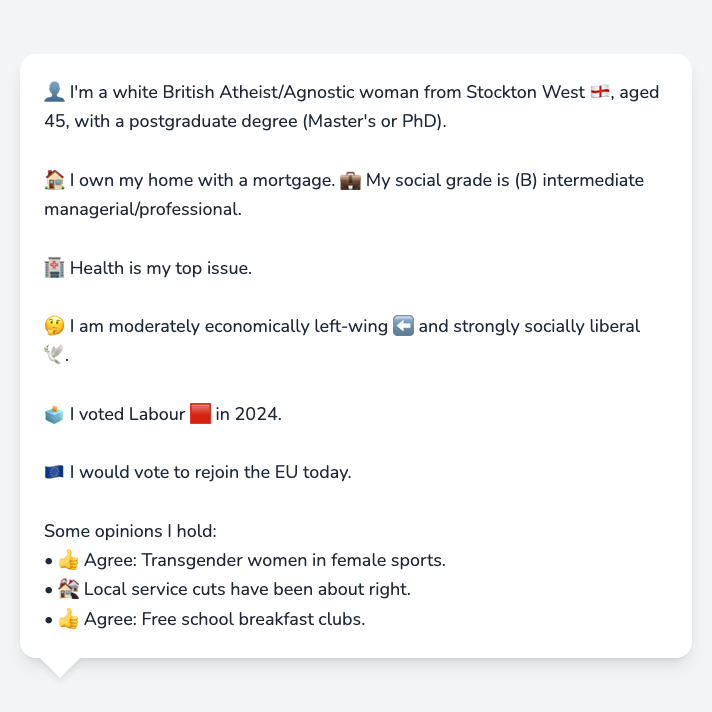 👤 I'm a white British Atheist/Agnostic woman from Stockton West 🏴󠁧󠁢󠁥󠁮󠁧󠁿, aged
45, with a postgraduate degree (Master's or PhD).
🏠 I own my home with a mortgage. 💼 My social grade is (B) intermediate
managerial/professional.
🏥 Health is my top issue.
🤔 I am moderately economically left-wing ⬅️ and strongly socially liberal
🕊️.
🗳️ I voted Labour 🟥 in 2024.
🇪🇺 I would vote to rejoin the EU today.
Some opinions I hold:
• 👍 Agree: Transgender women in female sports.
• 🏘️ Local service cuts have been about right.
• 👍 Agree: Free school breakfast clubs.